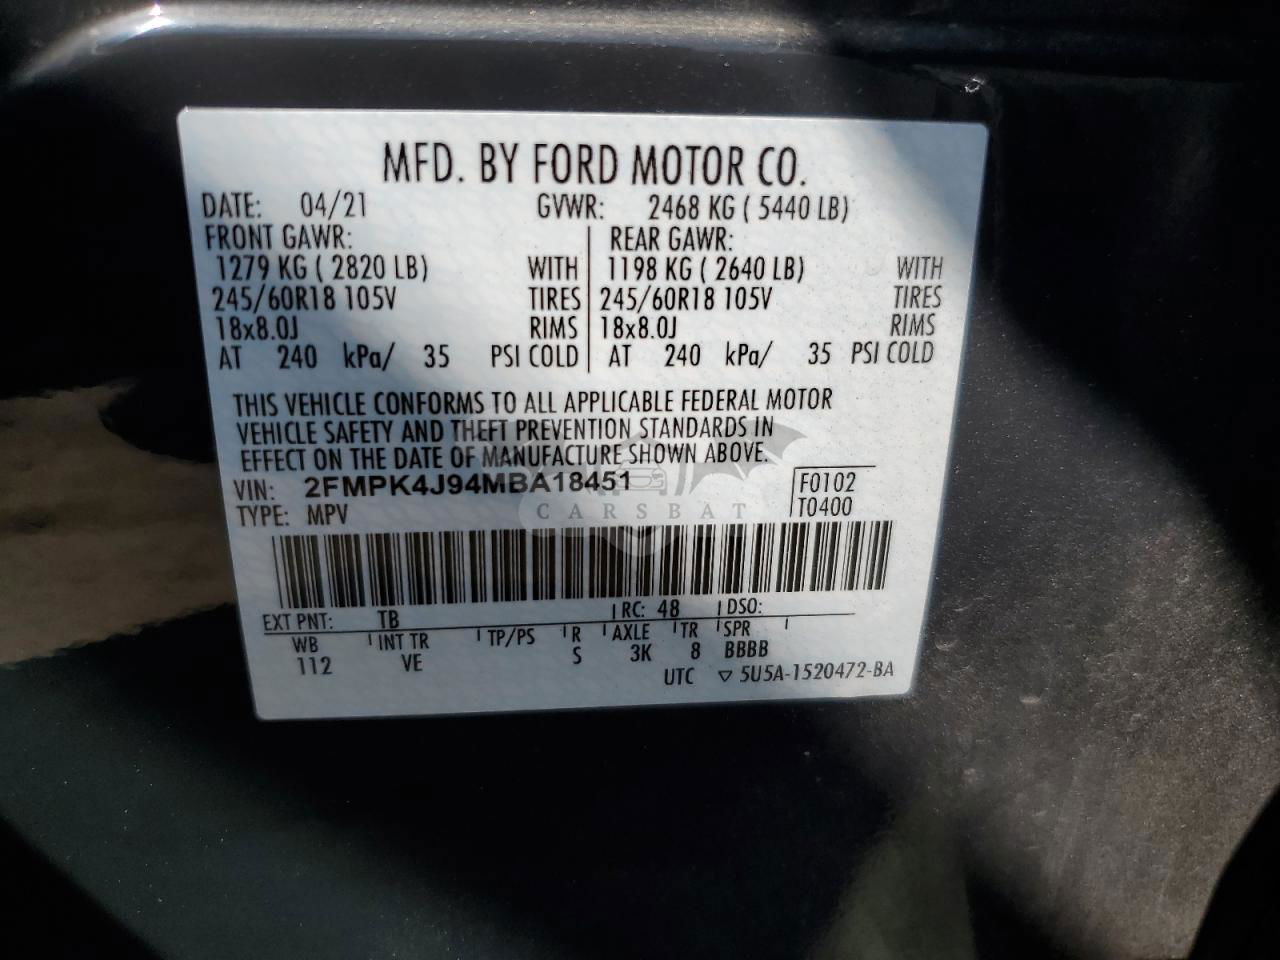 MFD. BY FORD MOTOR CO.
DATE: 04/21 GVWR: 2468 KG ( 5440 LB)
FRONT GAWR: REAR GAWR:
1279 KG ( 2820 LB) WITH 1198 KG ( 2640 LB) WITH
245/60R18 105V TIRES 245/60R18 105V TIRES
18x8.0J RIMS 18x8.0J RIMS
AT 240 kPa/ 35 PSI COLD AT 240 kPa/ 35 PSI COLD
THIS VEHICLE CONFORMS TO ALL APPLICABLE FEDERAL MOTOR
VEHICLE SAFETY AND THEFT PREVENTION STANDARDS IN
EFFECT ON THE DATE OF MANUFACTURE SHOWN ABOVE.
VIN: 2FMPK4J94MBA18451 F0102
TYPE: MPV T0400
CARSBAT
EXT PNT: TB RC: 48 DSO:
WB INT TR TP/PS R AXLE TR SPR
112 VE S 3K 8 BBBB
UTC ▽ 5U5A-1520472-BA